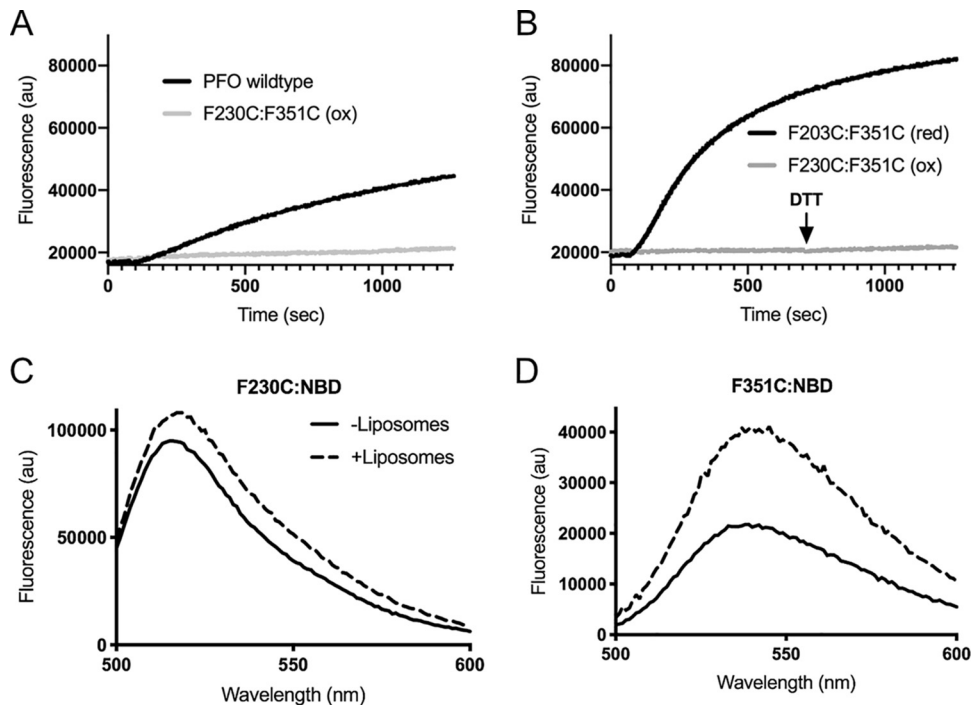 A
Fluorescence (au)
80000
60000
40000
20000
PFO wildtype
F230C:F351C (ox)
0
500
1000
Time (sec)
B
Fluorescence (au)
80000
60000
40000
20000
F203C:F351C (red)
F230C:F351C (ox)
DTT
0
500
1000
Time (sec)
C
F230C:NBD
Fluorescence (au)
100000
50000
0
-Liposomes
+Liposomes
500
550
600
Wavelength (nm)
D
F351C:NBD
Fluorescence (au)
40000
30000
20000
10000
0
500
550
600
Wavelength (nm)